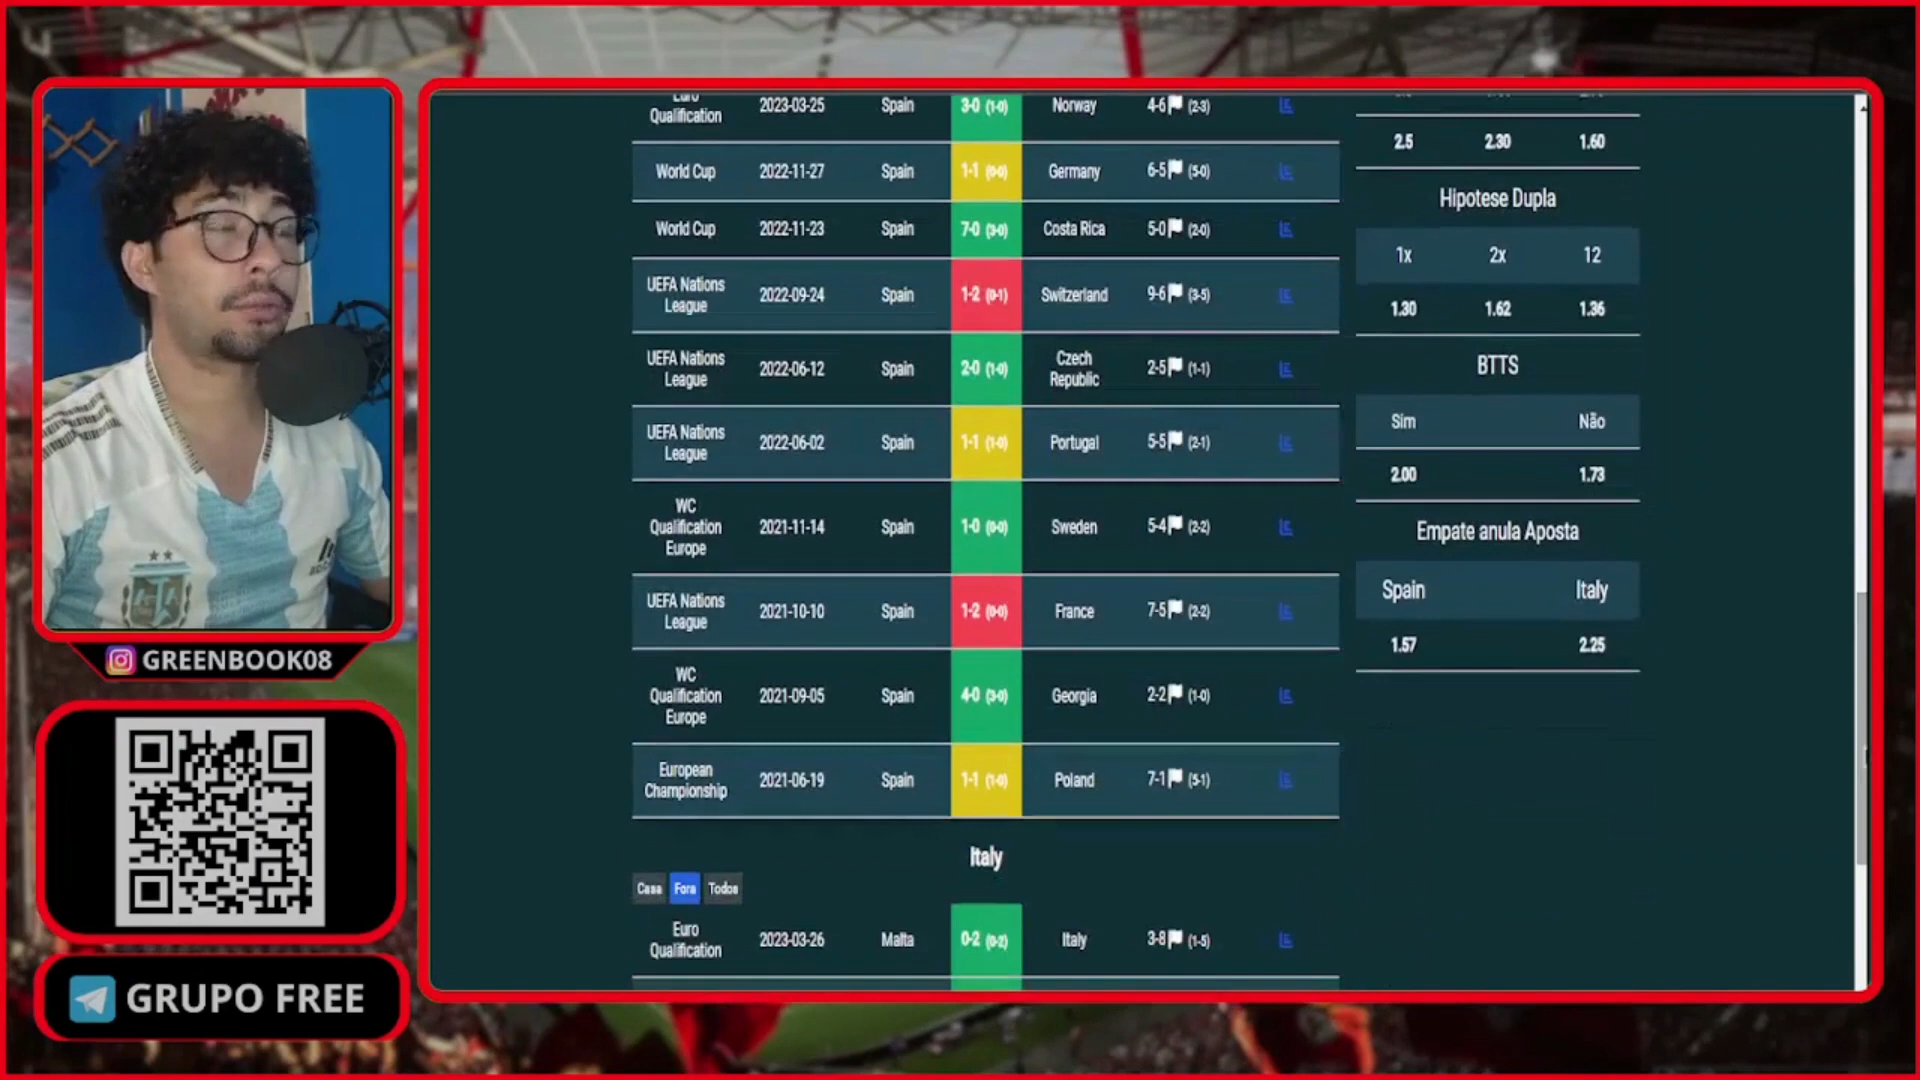 Euro
Qualification 2023-03-25 Spain 3-0 (1-0) Norway 4-6 (2-3)
World Cup 2022-11-27 Spain 1-1 (0-0) Germany 6-5 (5-0)
World Cup 2022-11-23 Spain 7-0 (3-0) Costa Rica 5-0 (2-0)
UEFA Nations
League 2022-09-24 Spain 1-2 (0-1) Switzerland 9-6 (3-5)
UEFA Nations
League 2022-06-12 Spain 2-0 (1-0) Czech
Republic 2-5 (1-1)
UEFA Nations
League 2022-06-02 Spain 1-1 (1-0) Portugal 5-5 (2-1)
WC
Qualification
Europe 2021-11-14 Spain 1-0 (0-0) Sweden 5-4 (2-2)
UEFA Nations
League 2021-10-10 Spain 1-2 (0-0) France 7-5 (2-2)
WC
Qualification
Europe 2021-09-05 Spain 4-0 (3-0) Georgia 2-2 (1-0)
European
Championship 2021-06-19 Spain 1-1 (1-0) Poland 7-1 (5-1)
Italy
Casa Fora Todos
Euro
Qualification 2023-03-26 Malta 0-2 (0-2) Italy 3-8 (1-5)
2.5 2.30 1.60
Hipotese Dupla
1x 2x 12
1.30 1.62 1.36
BTTS
Sim Não
2.00 1.73
Empate anula Aposta
Spain Italy
1.57 2.25
GREENBOOK08
GRUPO FREE